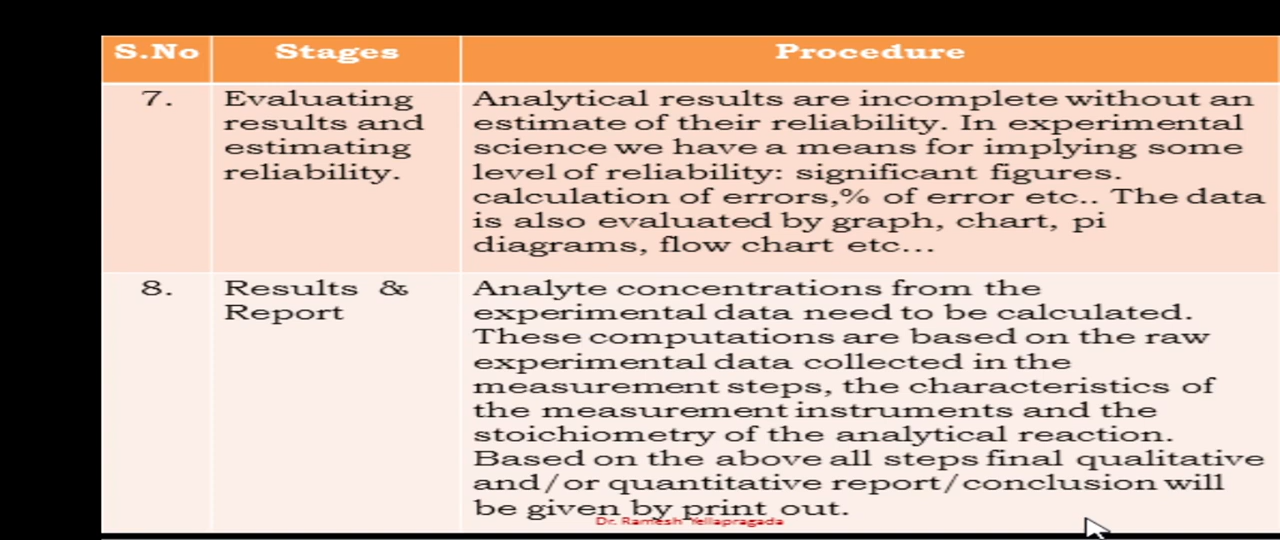 S.No Stages Procedure
7. Evaluating results and estimating reliability.
Analytical results are incomplete without an
estimate of their reliability. In experimental
science we have a means for implying some
level of reliability: significant figures.
calculation of errors,% of error etc.. The data
is also evaluated by graph, chart, pi
diagrams, flow chart etc...
8. Results & Report
Analyte concentrations from the
experimental data need to be calculated.
These computations are based on the raw
experimental data collected in the
measurement steps, the characteristics of
the measurement instruments and the
stoichiometry of the analytical reaction.
Based on the above all steps final qualitative
and/or quantitative report/conclusion will
be given by print out.
Dr. Ramesh Yellapragada